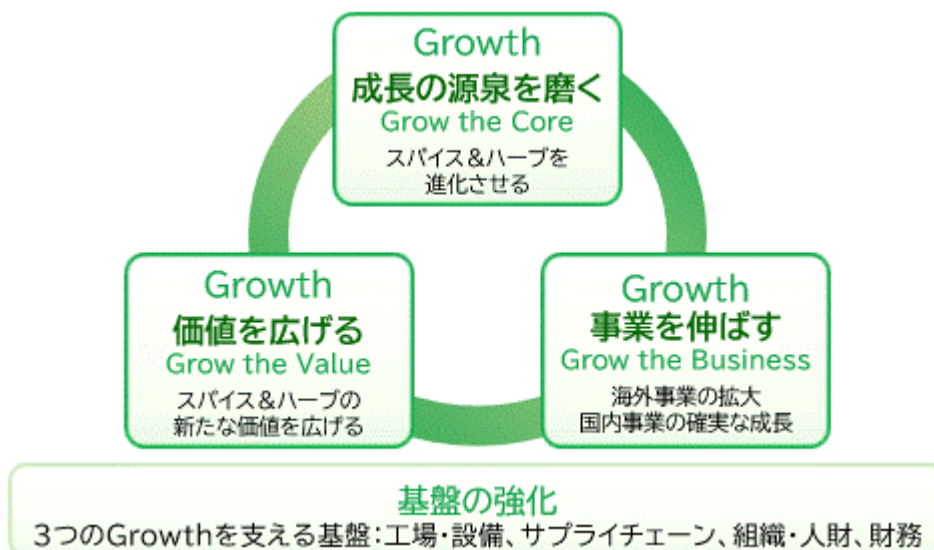 Growth
成長の源泉を磨く
Grow the Core
スパイス&ハーブを
進化させる
Growth
価値を広げる
Grow the Value
スパイス&ハーブの
新たな価値を広げる
Growth
事業を伸ばす
Grow the Business
海外事業の拡大
国内事業の確実な成長
基盤の強化
3つのGrowthを支える基盤:工場・設備、サプライチェーン、組織・人財、財務